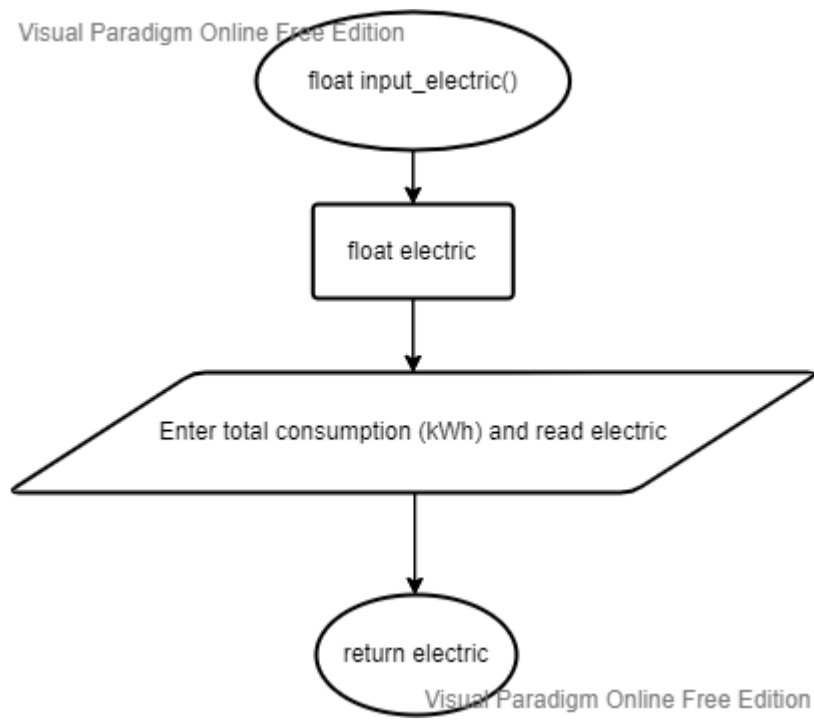 Visual Paradigm Online Free Edition
float input_electric()
float electric
Enter total consumption (kWh) and read electric
return electric
Visual Paradigm Online Free Edition